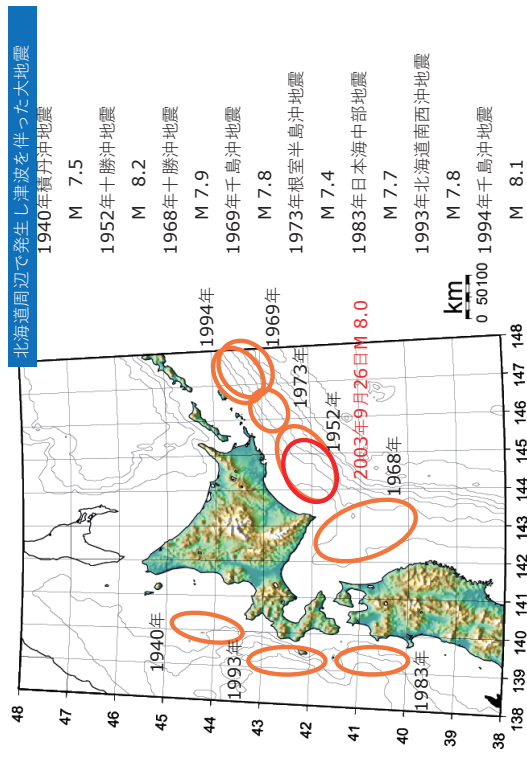 北海道周辺で発生し津波を伴った大地震
1940年積丹沖地震
M 7.5
1952年十勝沖地震
M 8.2
1968年十勝沖地震
M 7.9
1969年千島沖地震
M 7.8
1973年根室半島沖地震
M 7.4
1983年日本海中部地震
M 7.7
1993年北海道南西沖地震
M 7.8
1994年千島沖地震
M 8.1
1994年
1969年
1973年
1952年
2003年9月26日M 8.0
1968年
1940年
1993年
1983年
km
0 50100
48
47
46
45
44
43
42
41
40
39
38
138
139
140
141
142
143
144
145
146
147
148